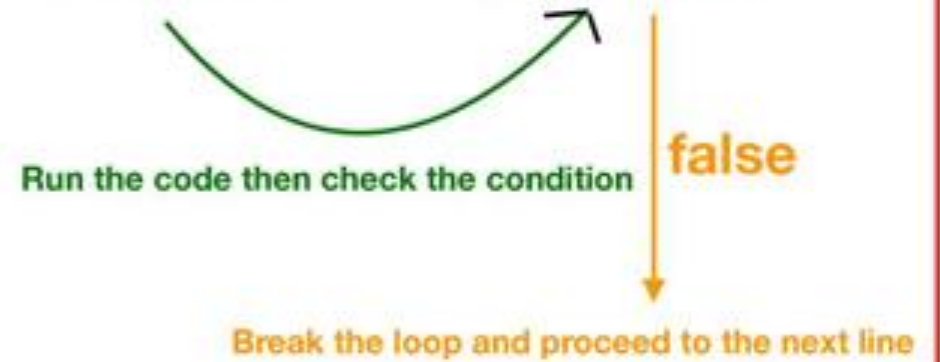 Run the code then check the condition
false
Break the loop and proceed to the next line